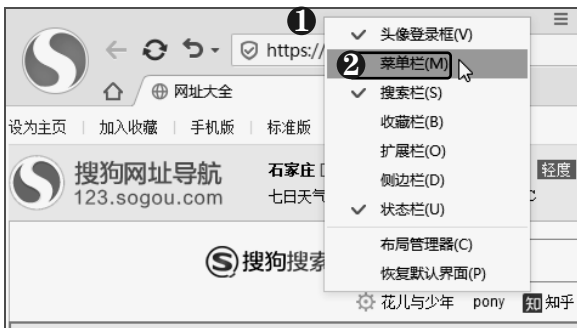 ❶
https://
头像登录框(V)
❷ 菜单栏(M)
网址大全
搜索栏(S)
设为主页 加入收藏 手机版 标准版
收藏栏(B)
扩展栏(O)
搜狗网址导航 石家庄 [
轻度
123.sogou.com 七日天气
侧边栏(D)
C
状态栏(U)
搜狗搜索
布局管理器(C)
恢复默认界面(P)
花儿与少年 pony 知 知乎